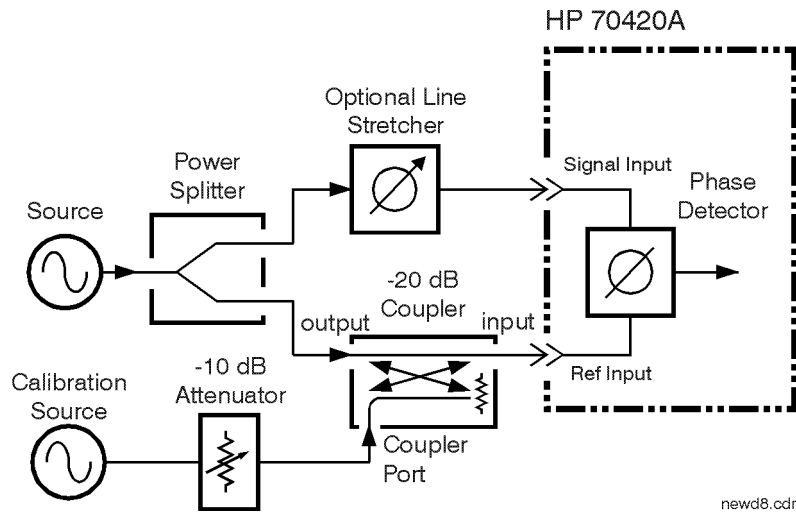 HP 70420A
Optional Line
Stretcher
Signal Input
Power
Splitter
Phase
Detector
Source
-20 dB
Coupler
output
input
-10 dB
Attenuator
Ref Input
Calibration
Source
Coupler
Port
newd8.cdr